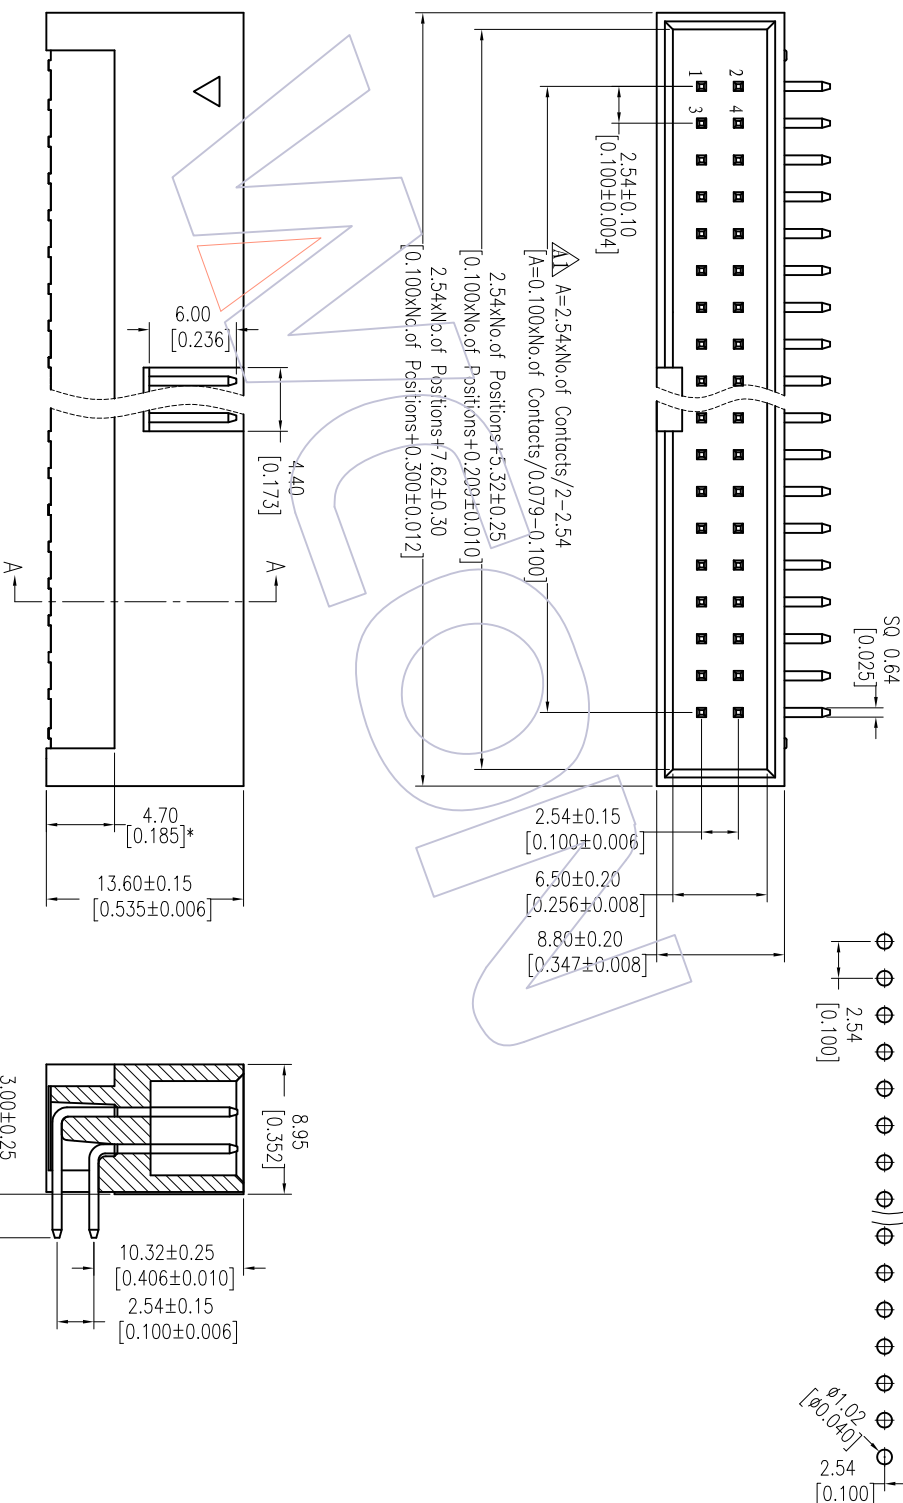 1
2
3
4
2.54±0.10
[0.100±0.004]
A1
A=2.54xNo.of Contacts/2-2.54
[A=0.100xNo.of Contacts/0.079-0.100]
2.54xNo.of Positions+5.32±0.25
[0.100xNo.of Positions+0.209±0.010]
2.54xNo.of Positions+7.62±0.30
[0.100xNo.of Positions+0.300±0.012]
SQ 0.64
[0.025]
6.00
[0.236]
4.40
[0.173]
A
A
4.70
[0.185]*
13.60±0.15
[0.535±0.006]
2.54±0.15
[0.100±0.006]
6.50±0.20
[0.256±0.008]
8.80±0.20
[0.347±0.008]
2.54
[0.100]
8.95
[0.352]
3.00±0.25
10.32±0.25
[0.406±0.010]
2.54±0.15
[0.100±0.006]
ø1.02
[ø0.040]
2.54
[0.100]
WCON